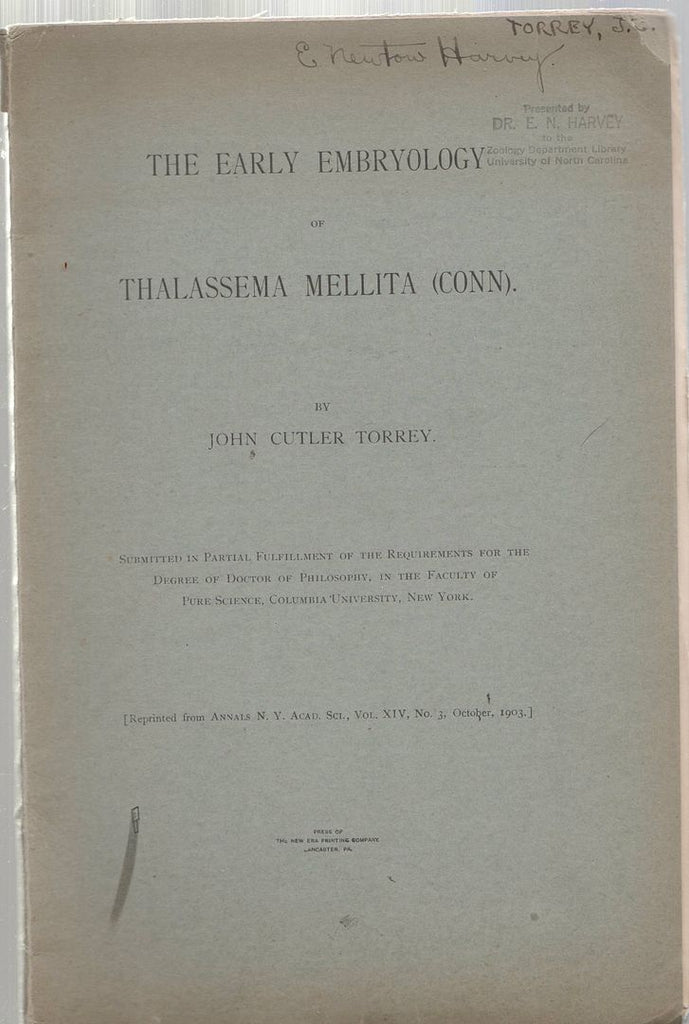 TORREY, J.C.
E Newton Harvey.
Presented by
DR. E. N. HARVEY
to the
Zoology Department Library
University of North Carolina
THE EARLY EMBRYOLOGY
OF
THALASSEMA MELLITA (CONN).
BY
JOHN CUTLER TORREY.
SUBMITTED IN PARTIAL FULFILLMENT OF THE REQUIREMENTS FOR THE
DEGREE OF DOCTOR OF PHILOSOPHY, IN THE FACULTY OF
PURE SCIENCE, COLUMBIA UNIVERSITY, NEW YORK.
[Reprinted from ANNALS N. Y. ACAD. SCI., VOL. XIV, No. 3, October, 1903.]
PRESS OF
THE NEW ERA PRINTING COMPANY
LANCASTER, PA.